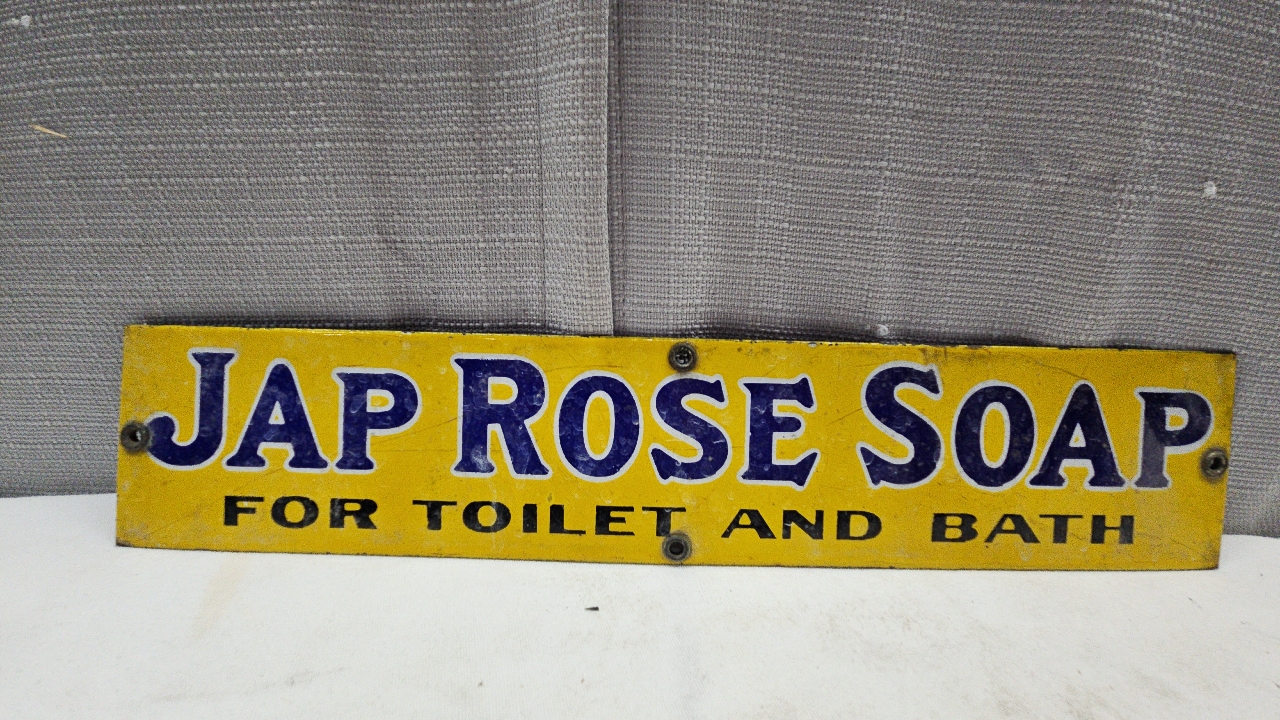 JAP ROSE SOAP
FOR TOILET AND BATH